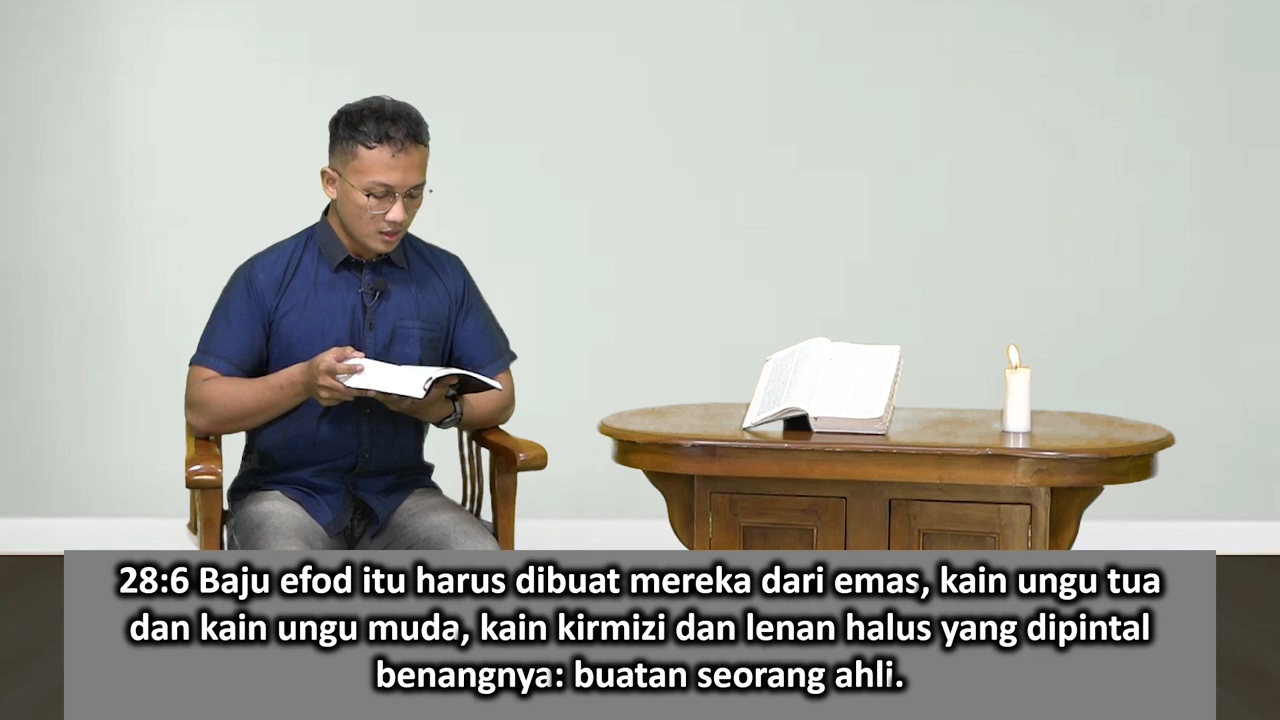 28:6 Baju efod itu harus dibuat mereka dari emas, kain ungu tua
dan kain ungu muda, kain kirmizi dan lenan halus yang dipintal
benangnya: buatan seorang ahli.